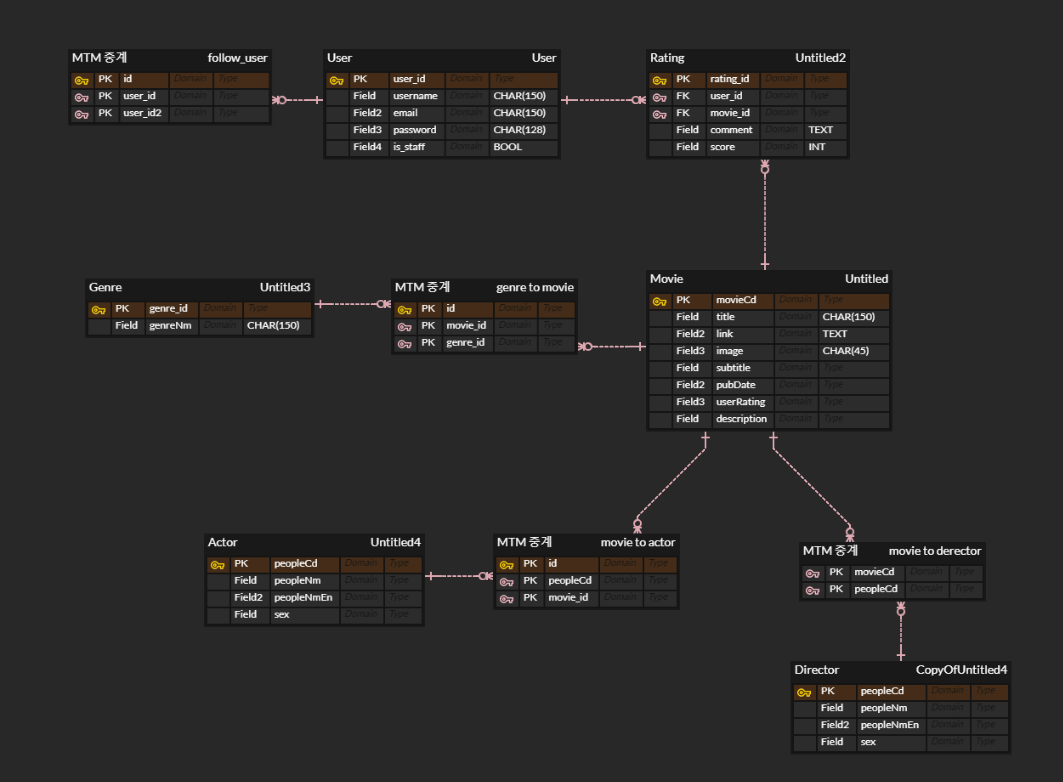 MTM 중계 follow_user
PK id Domain Type
PK user_id Domain Type
PK user_id2 Domain Type
User User
PK user_id Domain Type
Field username Domain CHAR(150)
Field2 email Domain CHAR(150)
Field3 password Domain CHAR(128)
Field4 is_staff Domain BOOL
Rating Untitled2
PK rating_id Domain Type
FK user_id Domain Type
FK movie_id Domain Type
Field comment Domain TEXT
Field score Domain INT
Genre Untitled3
PK genre_id Domain Type
Field genreNm Domain CHAR(150)
MTM 중계 genre to movie
PK id Domain Type
PK movie_id Domain Type
PK genre_id Domain Type
Movie Untitled
PK movieCd Domain Type
Field title Domain CHAR(150)
Field2 link Domain TEXT
Field3 image Domain CHAR(45)
Field subtitle Domain Type
Field2 pubDate Domain Type
Field3 userRating Domain Type
Field description Domain Type
Actor Untitled4
PK peopleCd Domain Type
Field peopleNm Domain Type
Field2 peopleNmEn Domain Type
Field sex Domain Type
MTM 중계 movie to actor
PK id Domain Type
PK peopleCd Domain Type
PK movie_id Domain Type
MTM 중계 movie to derector
PK movieCd Domain Type
PK peopleCd Domain Type
Director CopyOfUntitled4
PK peopleCd Domain Type
Field peopleNm Domain Type
Field2 peopleNmEn Domain Type
Field sex Domain Type